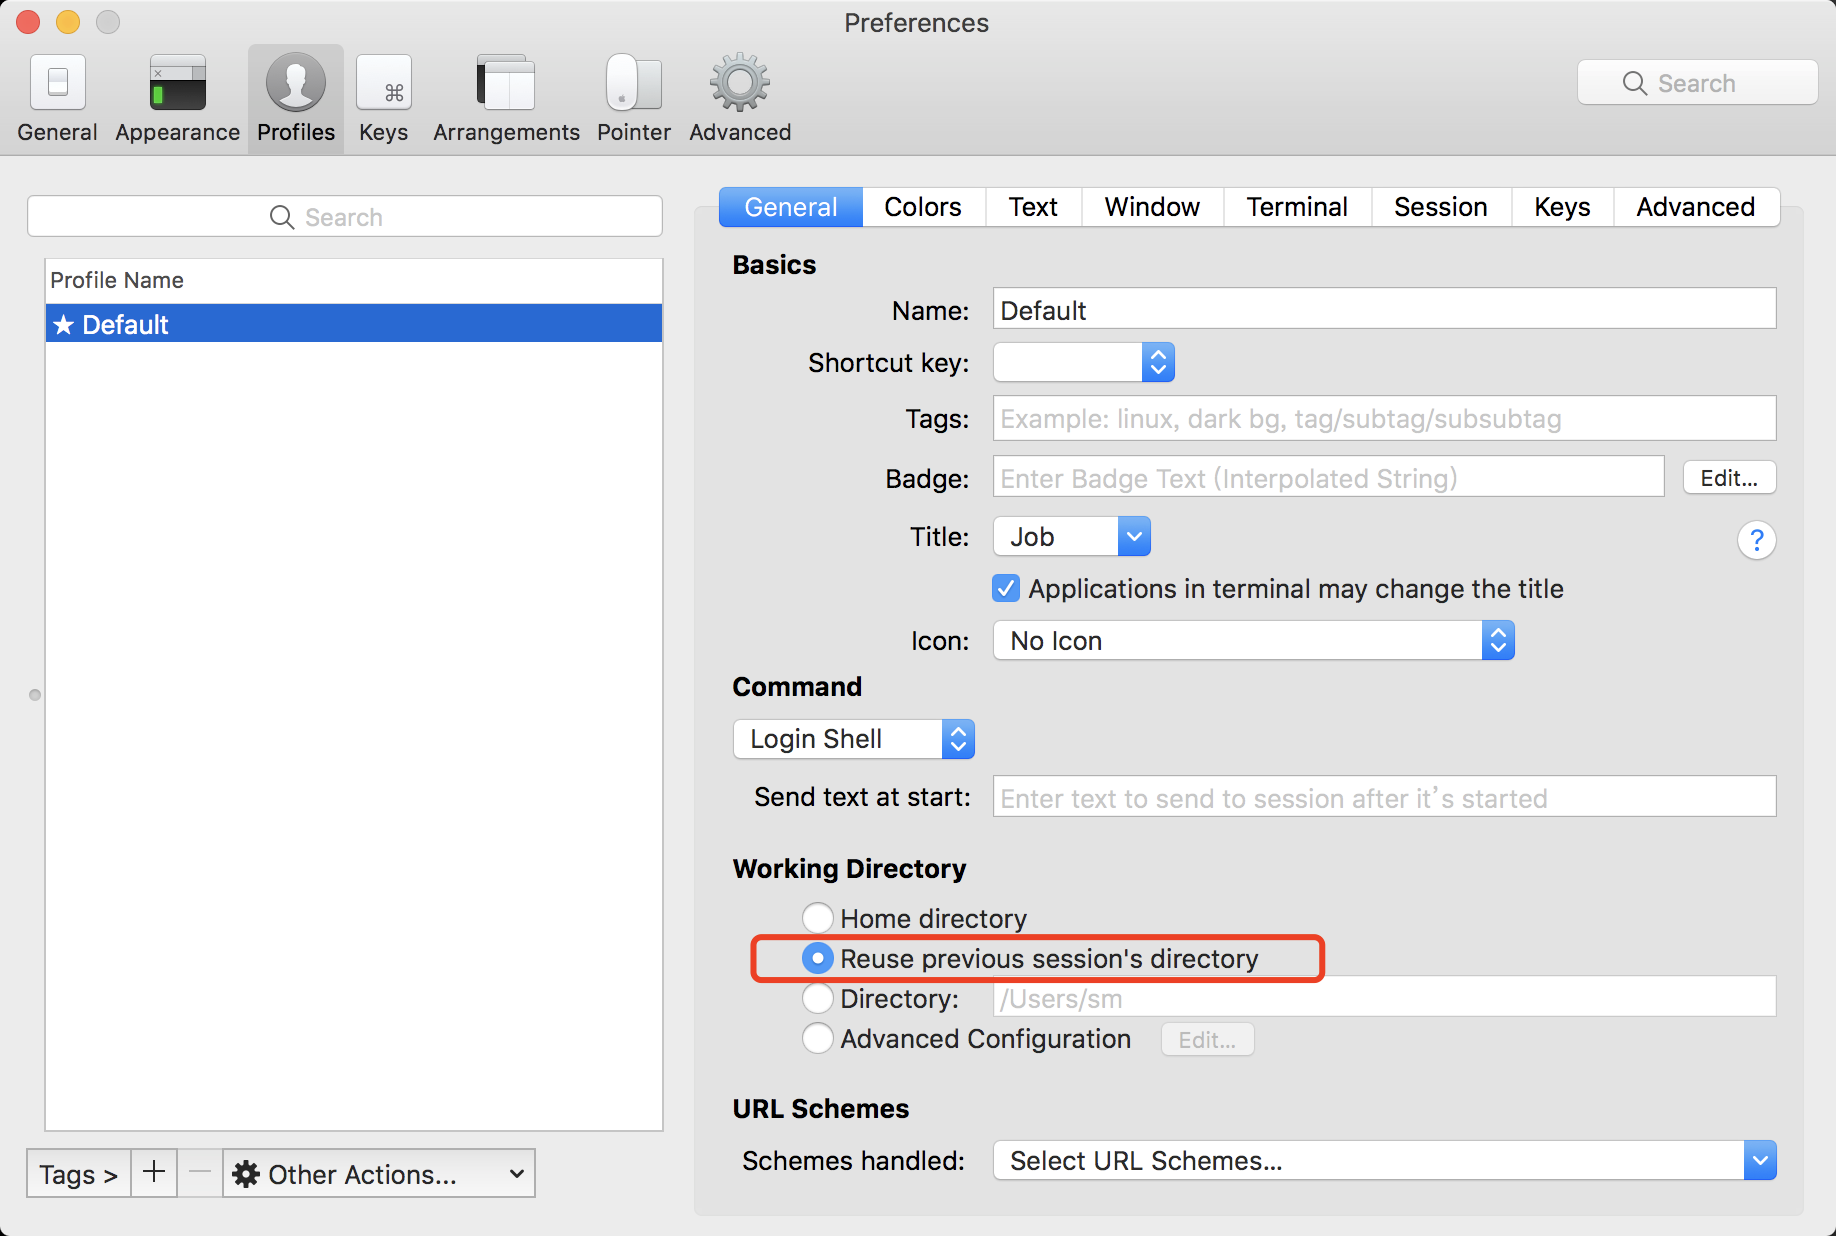 Preferences
General Appearance Profiles Keys Arrangements Pointer Advanced
Search
Search
Profile Name
★ Default
Tags > + — Other Actions...
General Colors Text Window Terminal Session Keys Advanced
Basics
Name: Default
Shortcut key:
Tags: Example: linux, dark bg, tag/subtag/subsubtag
Badge: Enter Badge Text (Interpolated String) Edit...
Title: Job ?
Applications in terminal may change the title
Icon: No Icon
Command
Login Shell
Send text at start: Enter text to send to session after it’s started
Working Directory
Home directory
Reuse previous session's directory
Directory: /Users/sm
Advanced Configuration Edit...
URL Schemes
Schemes handled: Select URL Schemes...